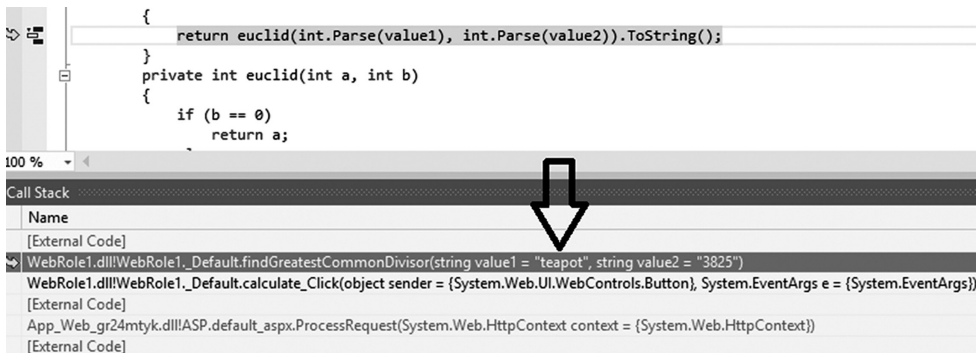 {
return euclid(int.Parse(value1), int.Parse(value2)).ToString();
}
private int euclid(int a, int b)
{
if (b == 0)
return a;
100 %
Call Stack
Name
[External Code]
WebRole1.dll!WebRole1._Default.findGreatestCommonDivisor(string value1 = "teapot", string value2 = "3825")
WebRole1.dll!WebRole1._Default.calculate_Click(object sender = {System.Web.UI.WebControls.Button}, System.EventArgs e = {System.EventArgs})
[External Code]
App_Web_gr24mtyk.dll!ASP.default_aspx.ProcessRequest(System.Web.HttpContext context = {System.Web.HttpContext})
[External Code]